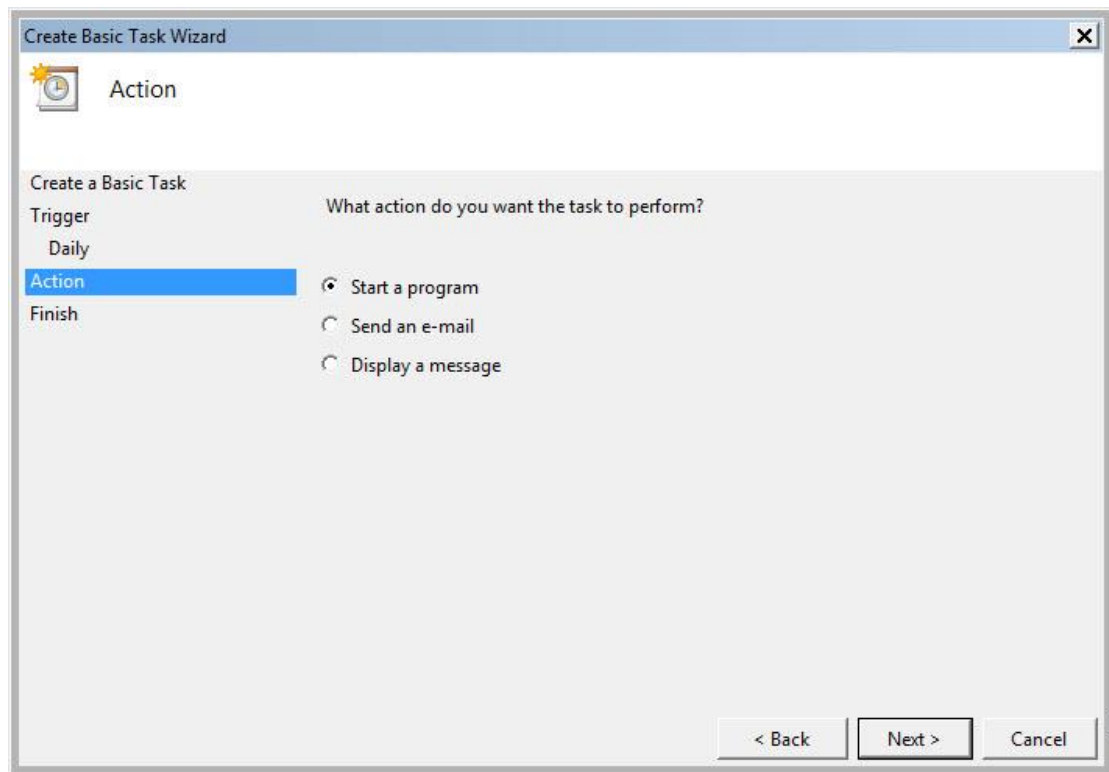 Create Basic Task Wizard
Action
Create a Basic Task
Trigger
Daily
Action
Finish
What action do you want the task to perform?
Start a program
Send an e-mail
Display a message
< Back
Next >
Cancel